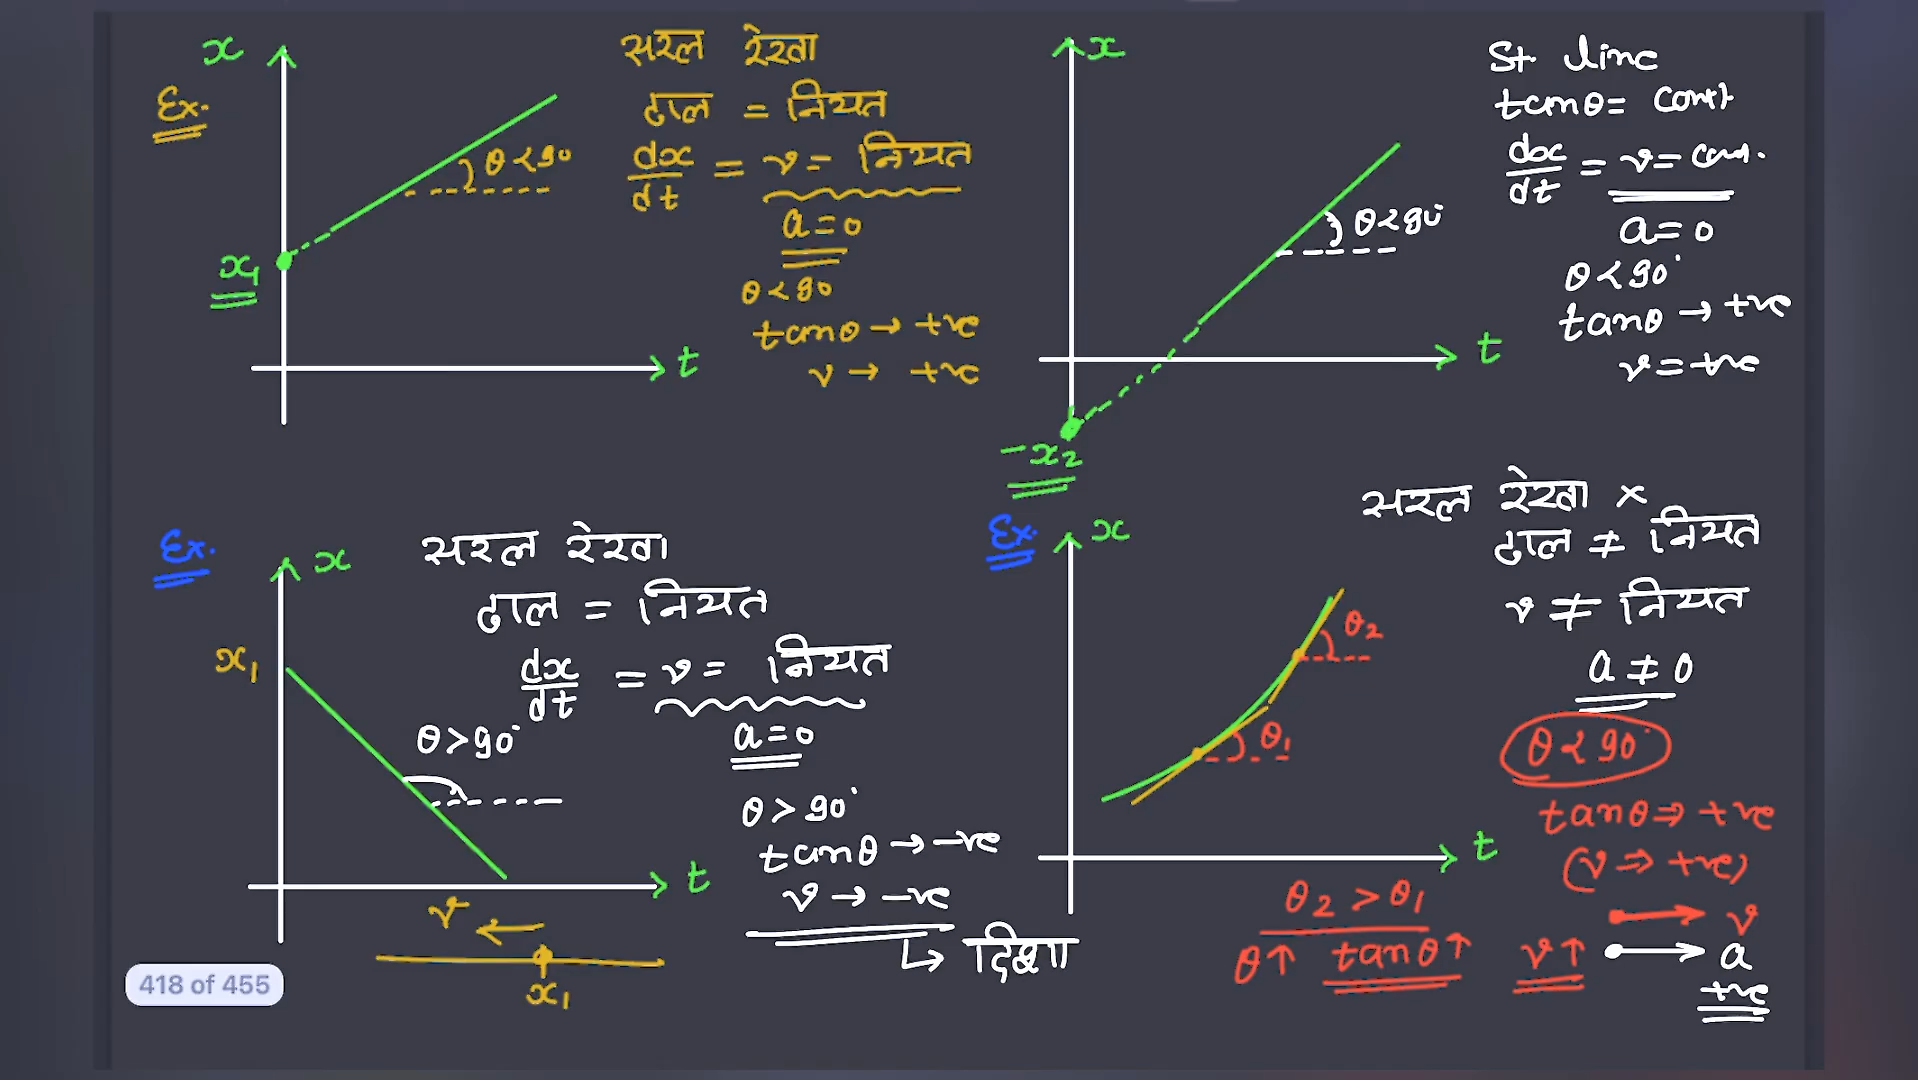 Ex.
x
x₁
t
θ < 90
सरल रेखा
ढाल = नियत
dx/dt = v = नियत
a = 0
θ < 90
tanθ → +ve
v → +ve
x
-x₂
t
θ < 90°
St line
tanθ = const
dx/dt = v = con.
a = 0
θ < 90°
tanθ → +ve
v = +ve
Ex.
x
x₁
t
θ > 90°
सरल रेखा
ढाल = नियत
dx/dt = v = नियत
a = 0
θ > 90°
tanθ → -ve
v → -ve
↳ दिशा
v ←
x₁
Ex.
x
t
θ₂
θ₁
सरल रेखा ×
ढाल ≠ नियत
v ≠ नियत
a ≠ 0
θ < 90°
tanθ ⇒ +ve
(v ⇒ +ve)
θ₂ > θ₁
θ↑ tanθ↑ v↑
→ v
→ a
+ve
418 of 455